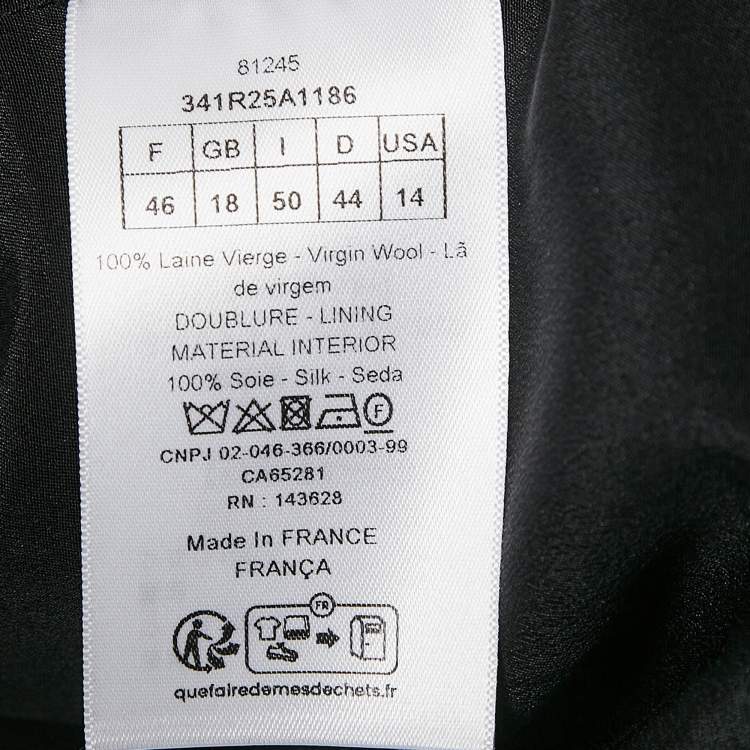 81245
341R25A1186
F GB I D USA
46 18 50 44 14
100% Laine Vierge - Virgin Wool - Lã
de virgem
DOUBLURE - LINING
MATERIAL INTERIOR
100% Soie - Silk - Seda
F
CNPJ 02-046-366/0003-99
CA65281
RN : 143628
Made In FRANCE
FRANÇA
FR
quefairedemesdechets.fr